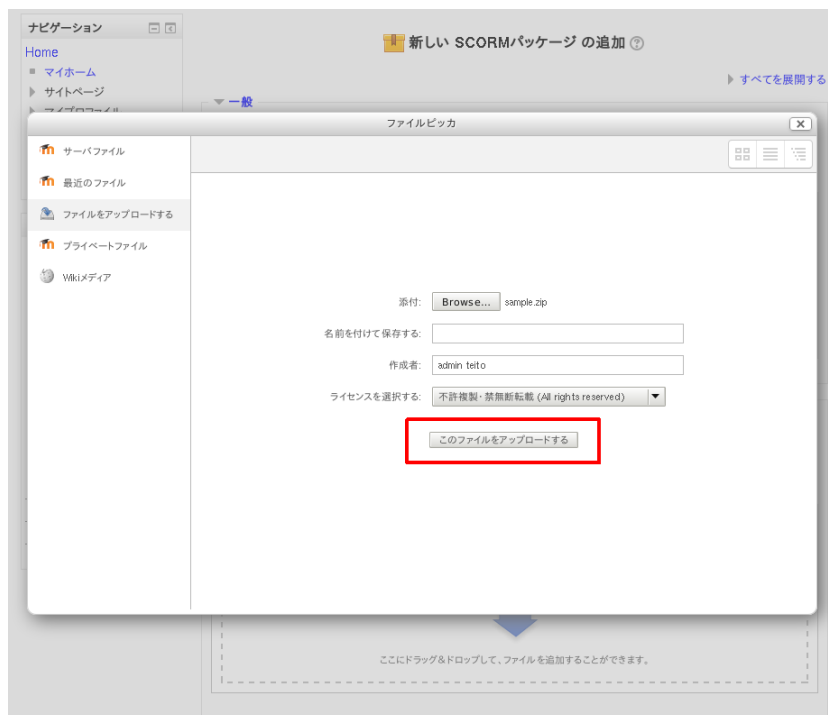 ナビゲーション
Home
マイホーム
サイトページ
マイプロファイル
新しい SCORMパッケージ の追加
すべてを展開する
一般
ファイルピッカ
サーバファイル
最近のファイル
ファイルをアップロードする
プライベートファイル
Wikiメディア
添付: Browse... sample.zip
名前を付けて保存する:
作成者: admin teito
ライセンスを選択する: 不許複製・禁無断転載 (All rights reserved)
このファイルをアップロードする
ここにドラッグ&ドロップして、ファイルを追加することができます。